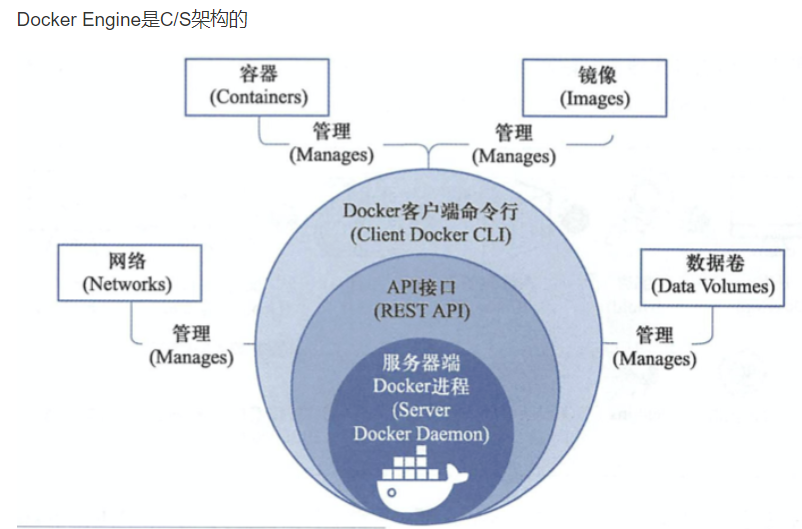 Docker Engine是C/S架构的
容器
(Containers)
镜像
(Images)
管理
(Manages)
管理
(Manages)
Docker客户端命令行
(Client Docker CLI)
网络
(Networks)
数据卷
(Data Volumes)
API接口
(REST API)
管理
(Manages)
管理
(Manages)
服务器端
Docker进程
(Server
Docker Daemon)